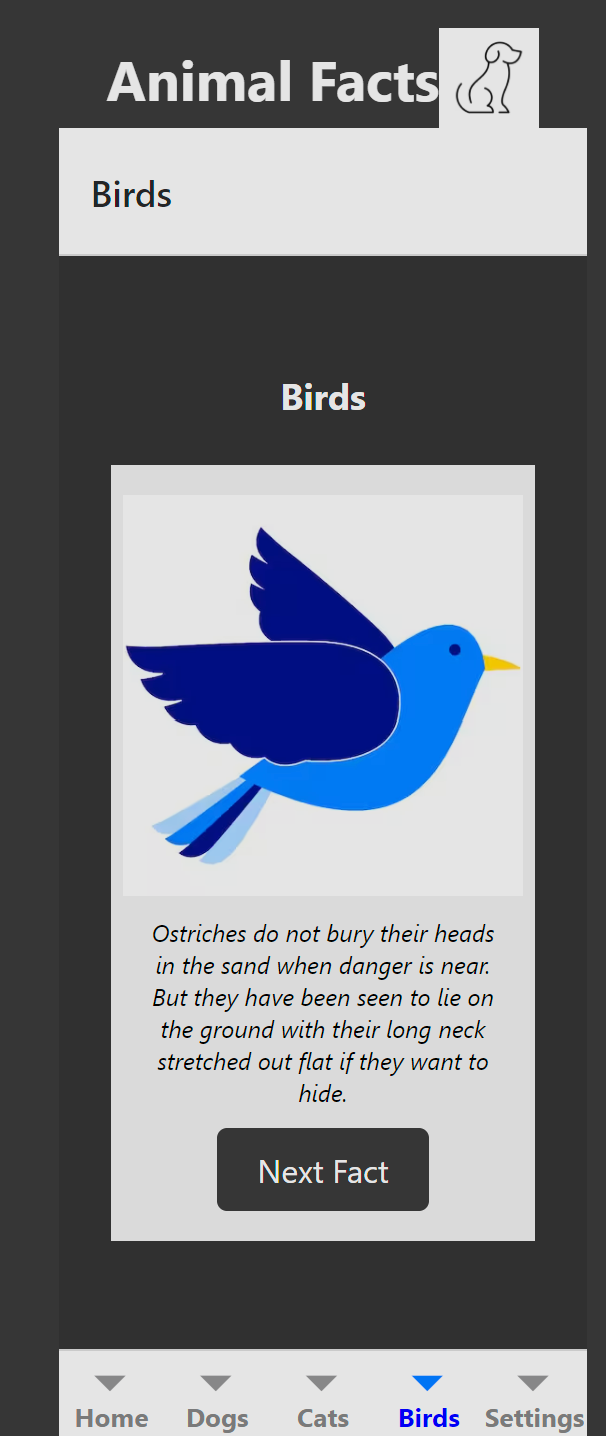 Animal Facts
Birds
Birds
Ostriches do not bury their heads
in the sand when danger is near.
But they have been seen to lie on
the ground with their long neck
stretched out flat if they want to
hide.
Next Fact
Home Dogs Cats Birds Settings